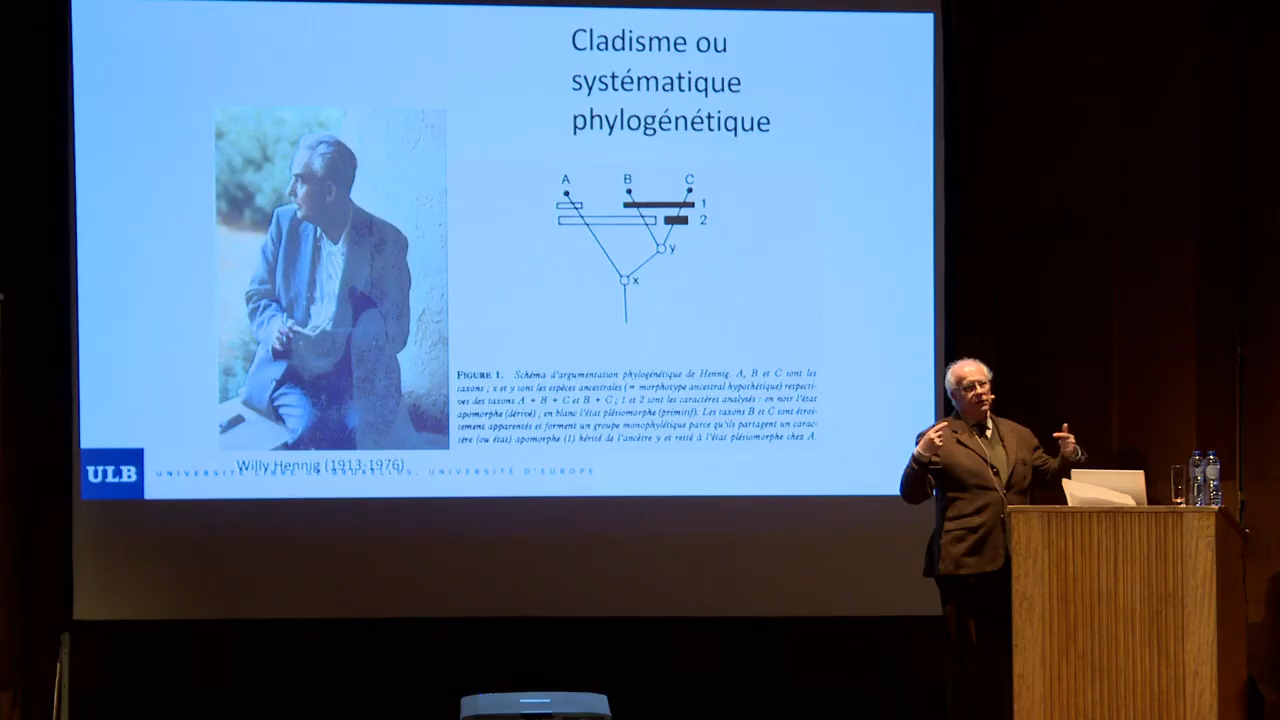 Cladisme ou
systématique
phylogénétique
A B C
1
2
y
x
FIGURE 1. Schéma d'argumentation phylogénétique de Hennig. A, B et C sont les
taxons ; x et y sont les espèces ancestrales (= morphotype ancestral hypothétique) respecti-
ves des taxons A + B + C et B + C ; 1 et 2 sont les caractères analysés : en noir l'état
apomorphe (dérivé) ; en blanc l'état plésiomorphe (primitif). Les taxons B et C sont étroi-
tement apparentés et forment un groupe monophylétique parce qu'ils partagent un carac-
tère (ou état) apomorphe (1) hérité de l'ancêtre y et resté à l'état plésiomorphe chez A.
Willy Hennig (1913-1976)
ULB UNIVERSITÉ LIBRE DE BRUXELLES, UNIVERSITÉ D'EUROPE